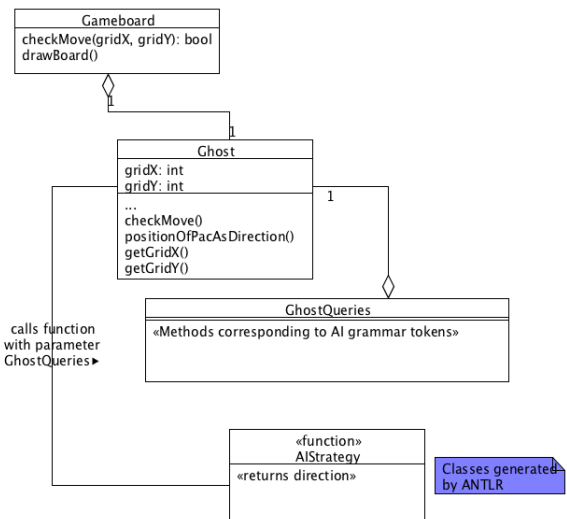 Gameboard
checkMove(gridX, gridY): bool
drawBoard()
1
1
Ghost
gridX: int
gridY: int
...
checkMove()
positionOfPacAsDirection()
getGridX()
getGridY()
1
GhostQueries
«Methods corresponding to AI grammar tokens»
calls function
with parameter
GhostQueries▶
«function»
AIStrategy
«returns direction»
Classes generated
by ANTLR